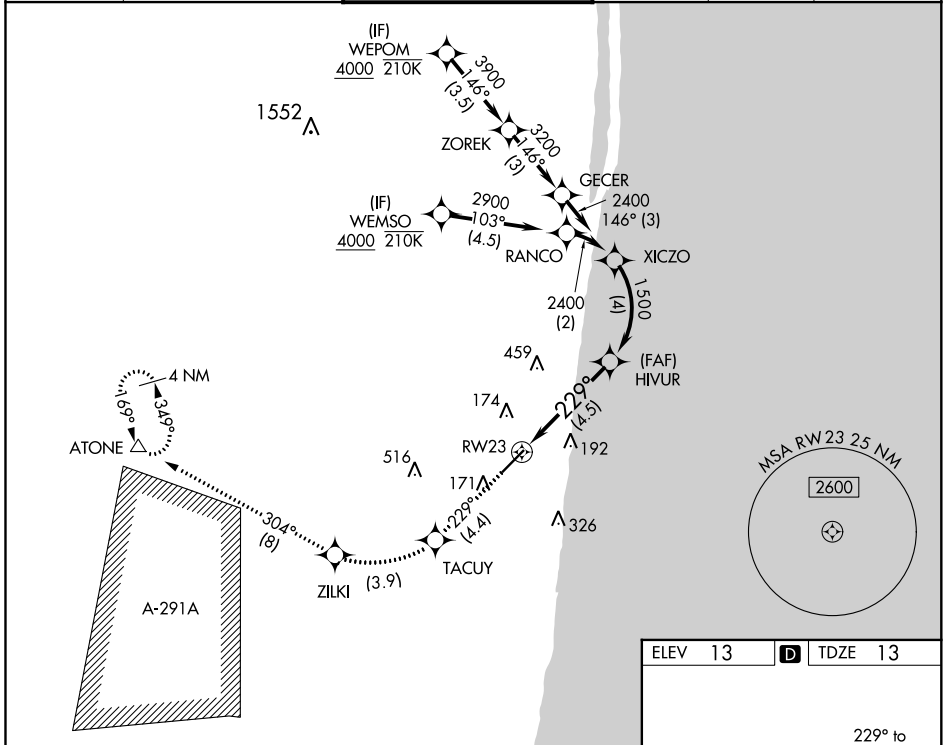 (IF)
WEPOM
4000 210K
3900
146°
(3.5)
1552
ZOREK
3200
146°
(3)
GECER
2400
146° (3)
(IF)
WEMSO
4000 210K
2900
103°
(4.5)
RANCO
XICZO
2400
(2)
1500
(4)
459
(FAF)
HIVUR
4 NM
169°
349°
174
229°
(4.5)
ATONE
RW23
192
516
171
MSA RW 23 25 NM
2600
229°
(4.4)
326
304°
(8)
TACUY
ZILKI
(3.9)
A-291A
ELEV 13 D TDZE 13
229° to